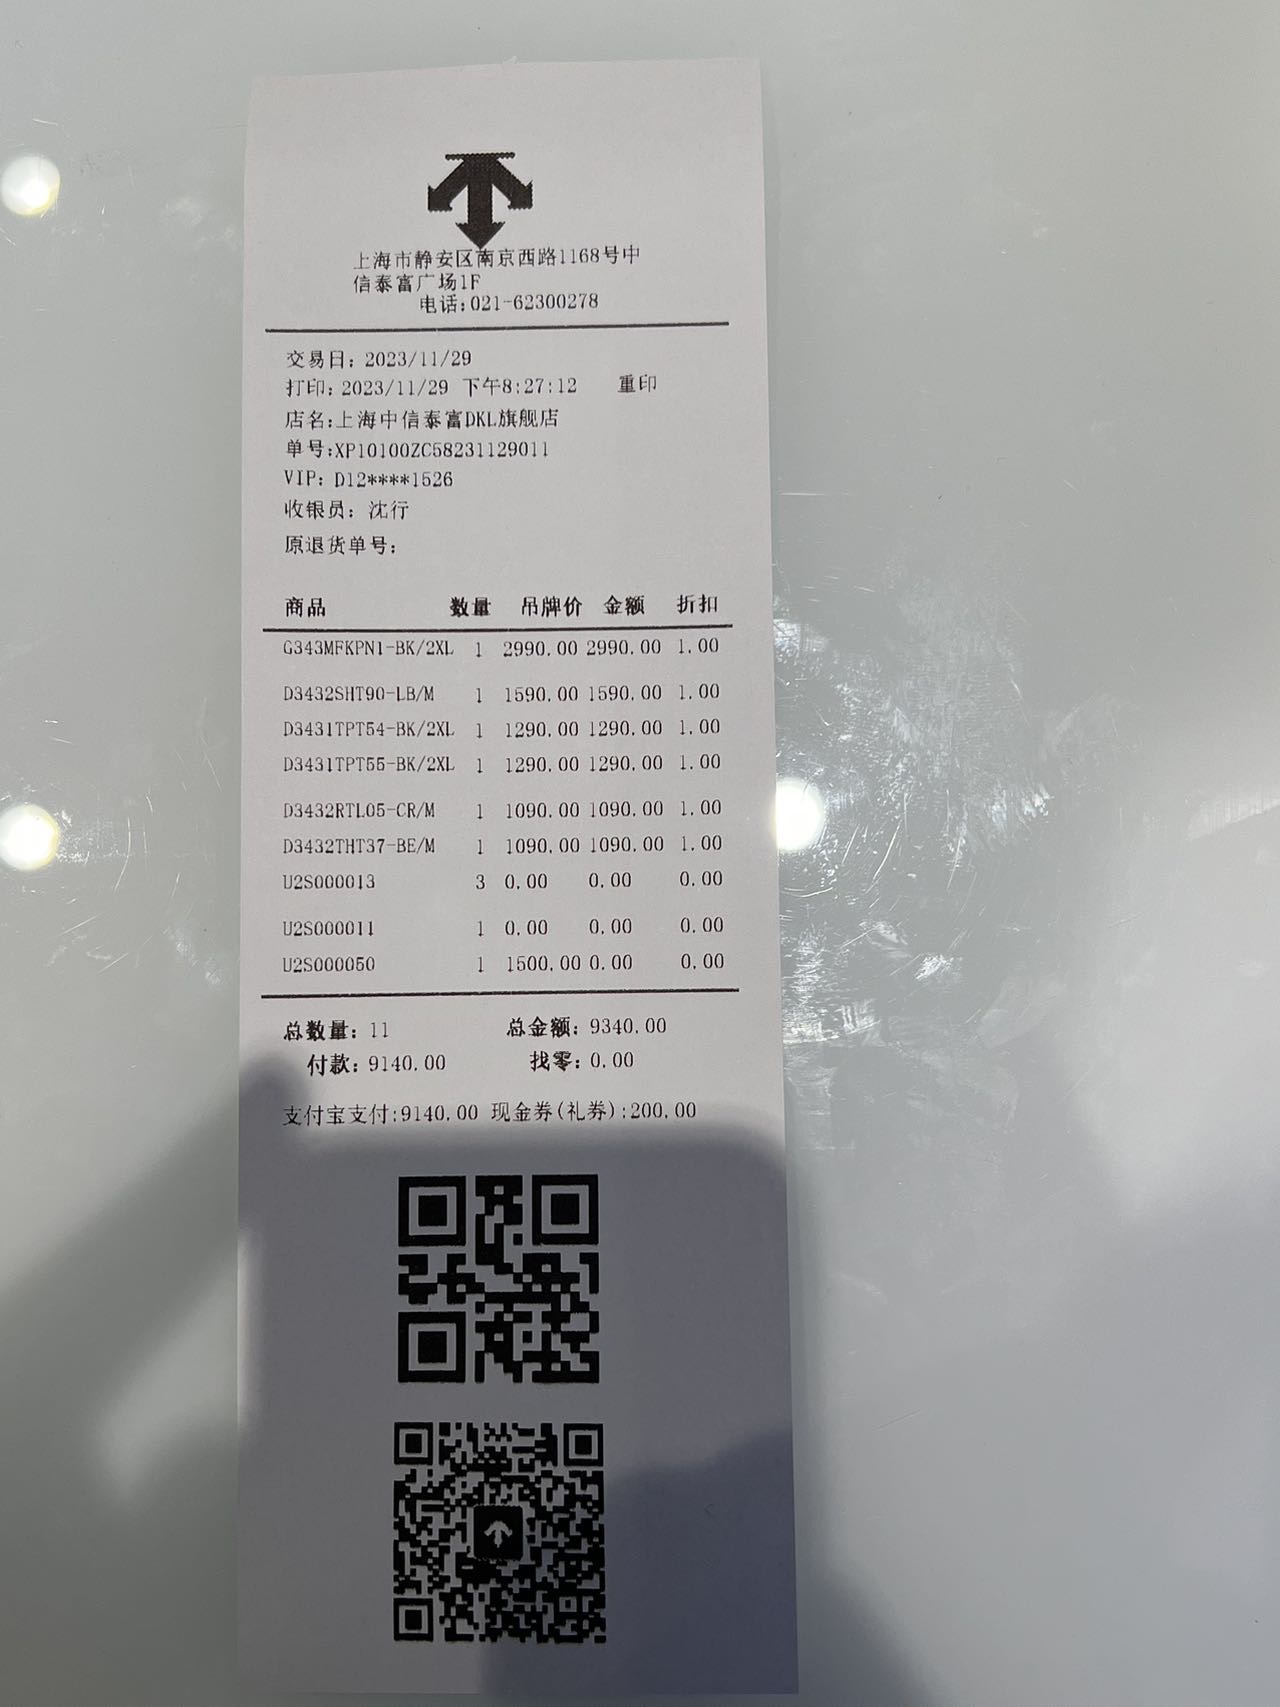 上海市静安区南京西路1168号中
信泰富广场1F
电话:021-62300278
交易日: 2023/11/29
打印: 2023/11/29 下午8:27:12 重印
店名:上海中信泰富DKL旗舰店
单号:XP10100ZC58231129011
VIP: D12****1526
收银员: 沈行
原退货单号:
商品 数量 吊牌价 金额 折扣
G343MFKPN1-BK/2XL 1 2990.00 2990.00 1.00
D3432SHT90-LB/M 1 1590.00 1590.00 1.00
D3431TPT54-BK/2XL 1 1290.00 1290.00 1.00
D3431TPT55-BK/2XL 1 1290.00 1290.00 1.00
D3432RTL05-CR/M 1 1090.00 1090.00 1.00
D3432THT37-BE/M 1 1090.00 1090.00 1.00
U2S000013 3 0.00 0.00 0.00
U2S000011 1 0.00 0.00 0.00
U2S000050 1 1500.00 0.00 0.00
总数量: 11 总金额: 9340.00
付款: 9140.00 找零: 0.00
支付宝支付:9140.00 现金券(礼券):200.00